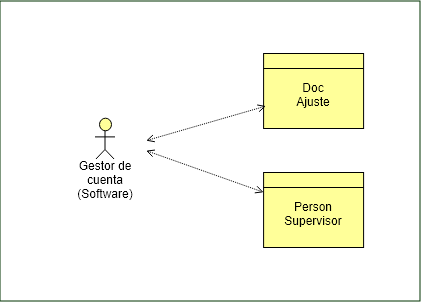 Doc
Ajuste
Gestor de
cuenta
(Software)
Person
Supervisor